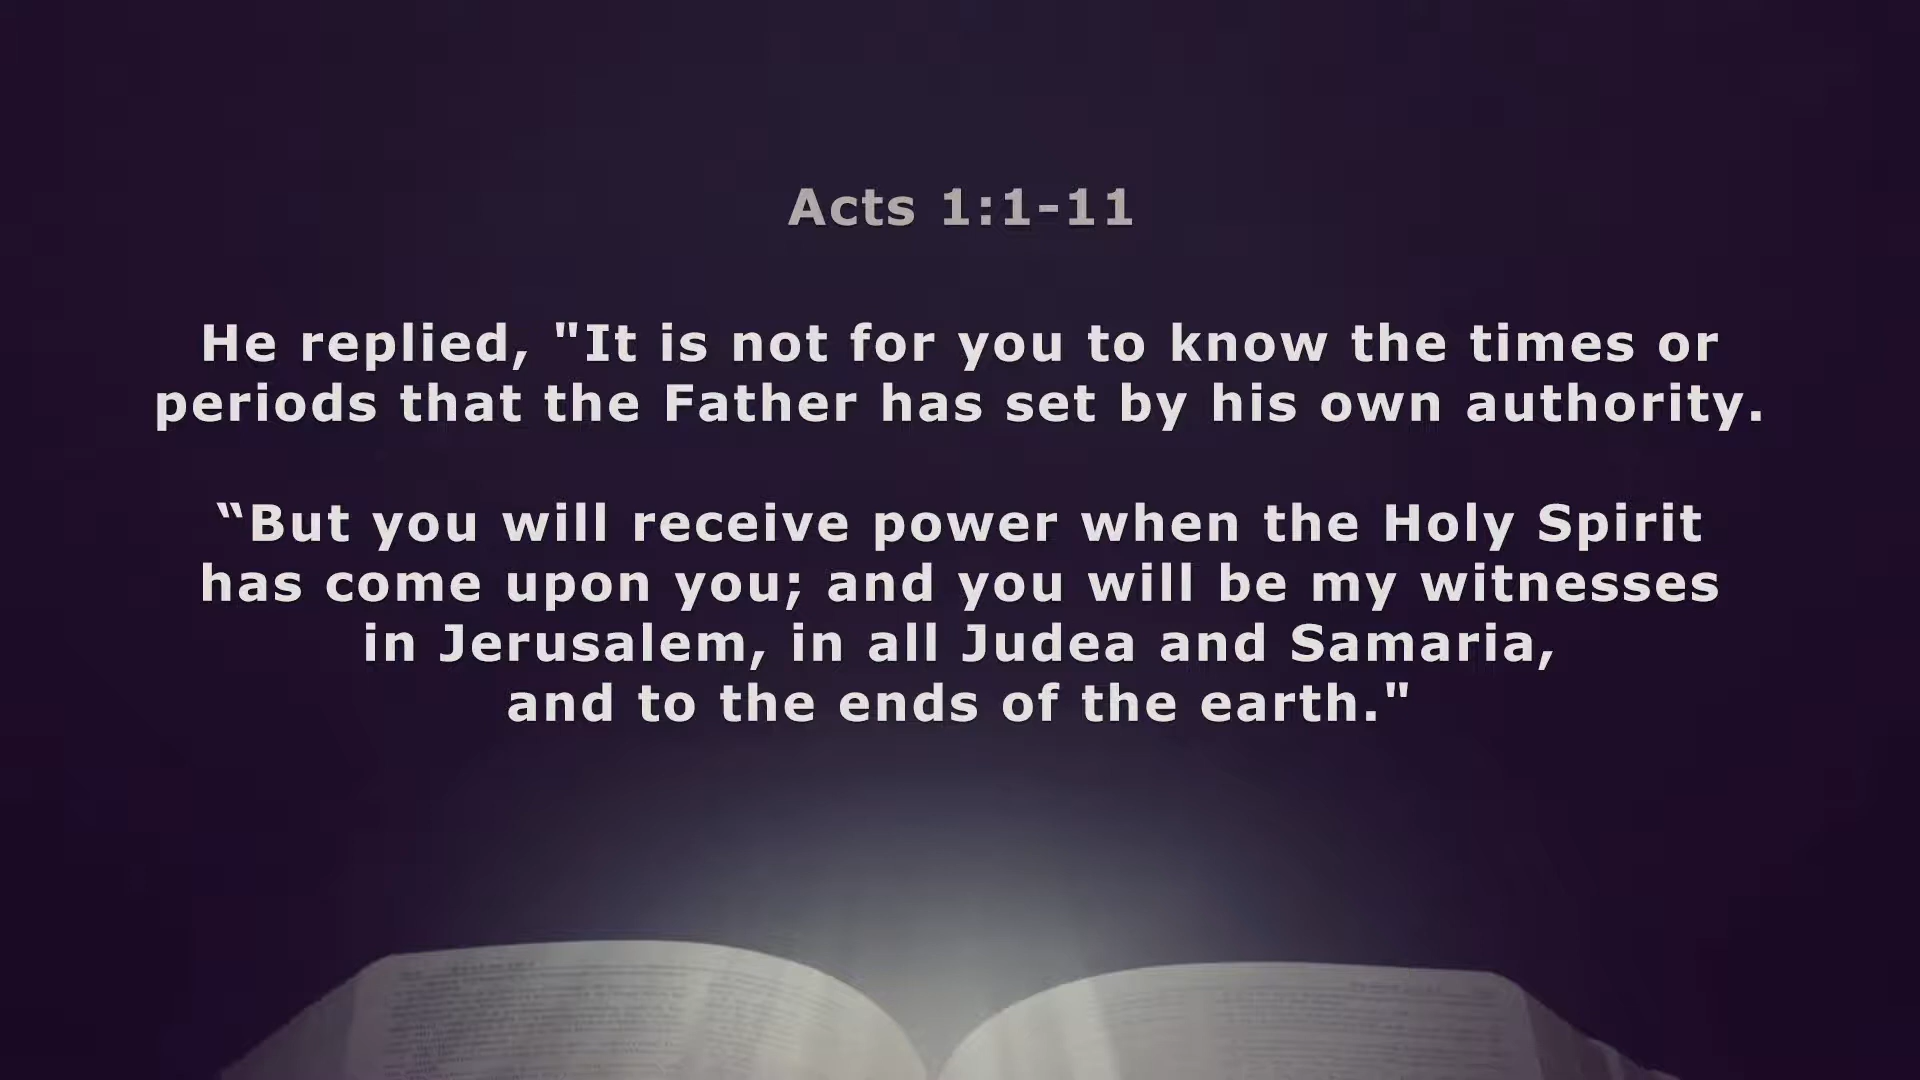 Acts 1:1-11
He replied, "It is not for you to know the times or
periods that the Father has set by his own authority.
“But you will receive power when the Holy Spirit
has come upon you; and you will be my witnesses
in Jerusalem, in all Judea and Samaria,
and to the ends of the earth."